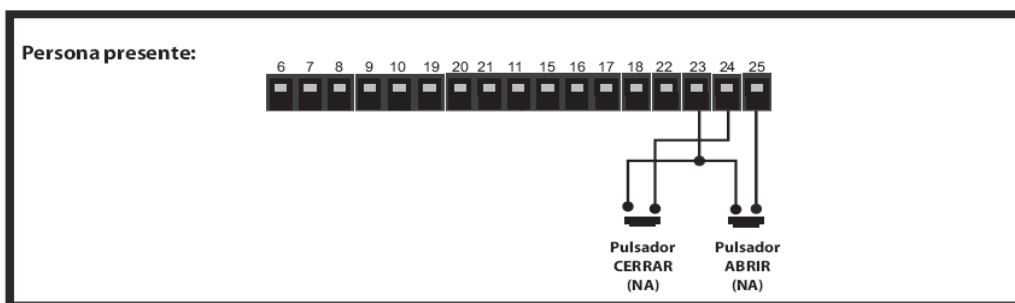 Persona presente:
6 7 8 9 10 19 20 21 11 15 16 17 18 22 23 24 25
Pulsador CERRAR (NA)
Pulsador ABRIR (NA)